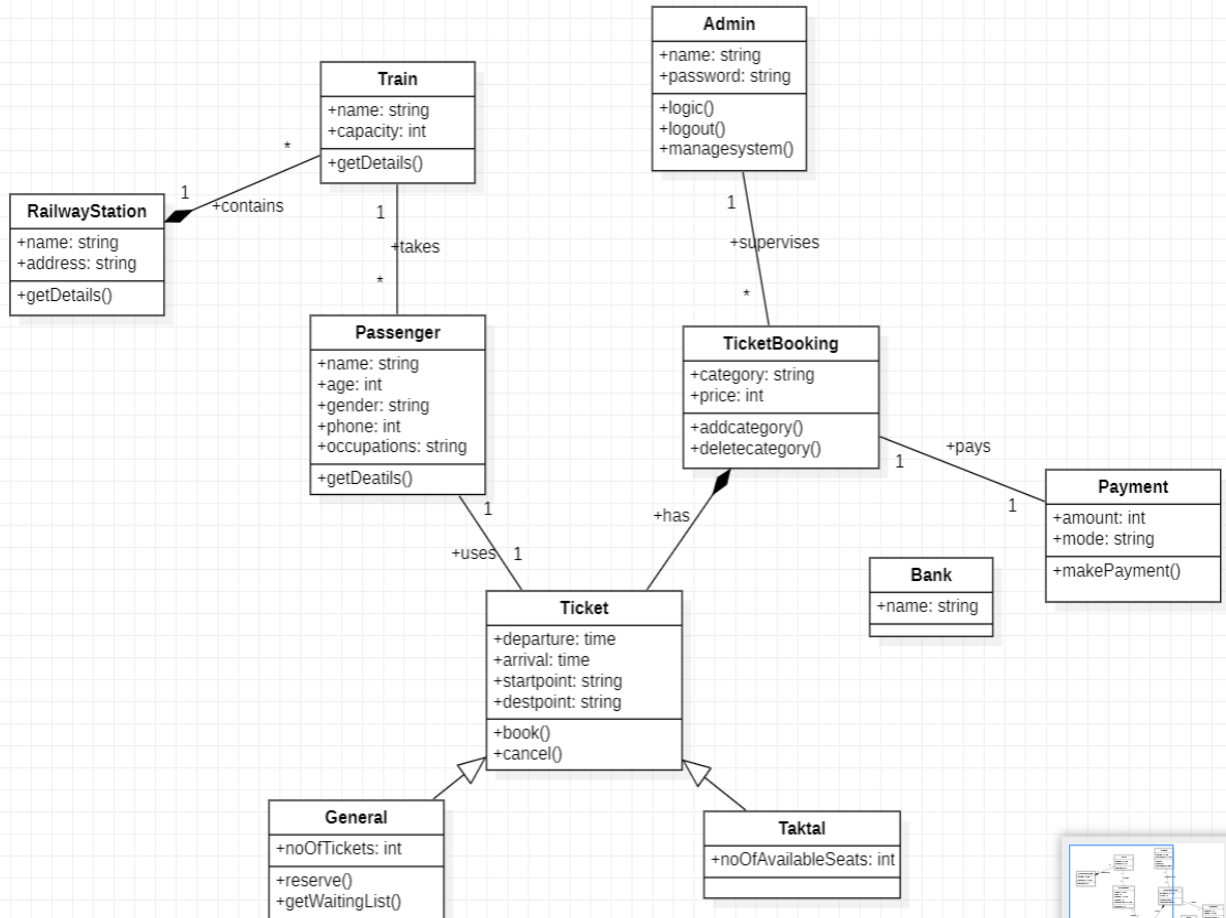 Admin
+name: string
+password: string
+logic()
+logout()
+managesystem()
Train
+name: string
+capacity: int
+getDetails()
*
1
+contains
RailwayStation
+name: string
+address: string
+getDetails()
1
+takes
*
1
+supervises
*
Passenger
+name: string
+age: int
+gender: string
+phone: int
+occupations: string
+getDeatils()
TicketBooking
+category: string
+price: int
+addcategory()
+deletecategory()
+pays
1
1
Payment
+amount: int
+mode: string
+makePayment()
1
+uses
1
+has
Bank
+name: string
Ticket
+departure: time
+arrival: time
+startpoint: string
+destpoint: string
+book()
+cancel()
General
+noOfTickets: int
+reserve()
+getWaitingList()
Taktal
+noOfAvailableSeats: int